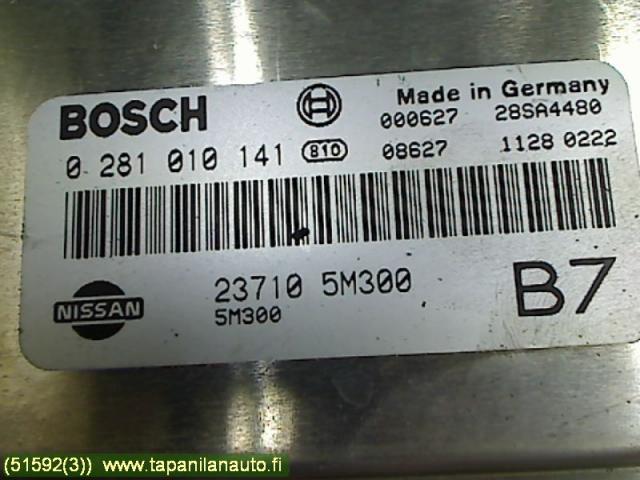 BOSCH
Made in Germany
000627 28SA4480
0 281 010 141 810 08627 1128 0222
NISSAN 23710 5M300 B7
5M300
(51592(3)) www.tapanilanauto.fi